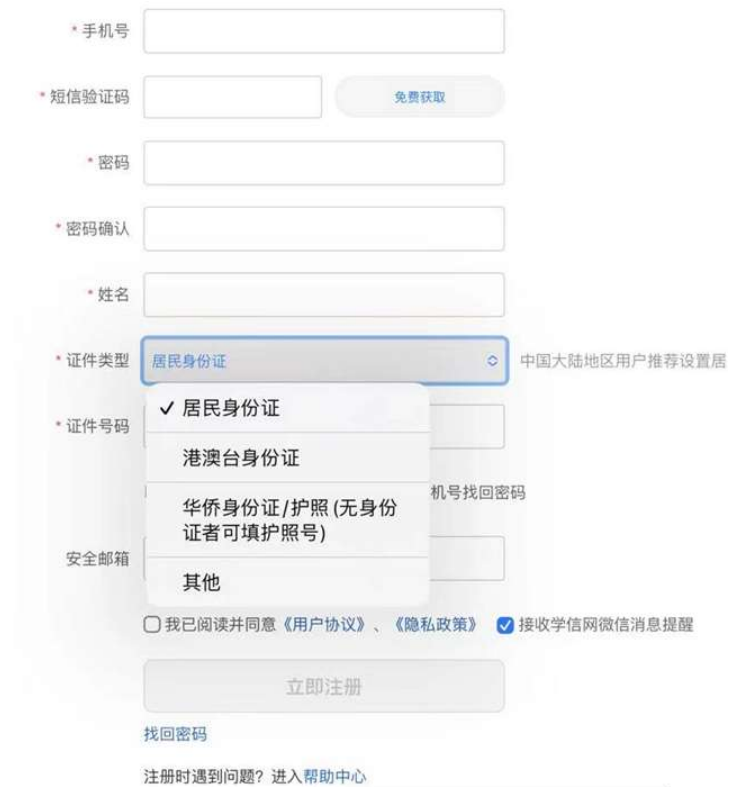 * 手机号
* 短信验证码 免费获取
* 密码
* 密码确认
* 姓名
* 证件类型 居民身份证 中国大陆地区用户推荐设置居
✓ 居民身份证
* 证件号码
港澳台身份证
机号找回密码
华侨身份证/护照(无身份
证者可填护照号)
安全邮箱
其他
我已阅读并同意《用户协议》、《隐私政策》 接收学信网微信消息提醒
立即注册
找回密码
注册时遇到问题？进入帮助中心